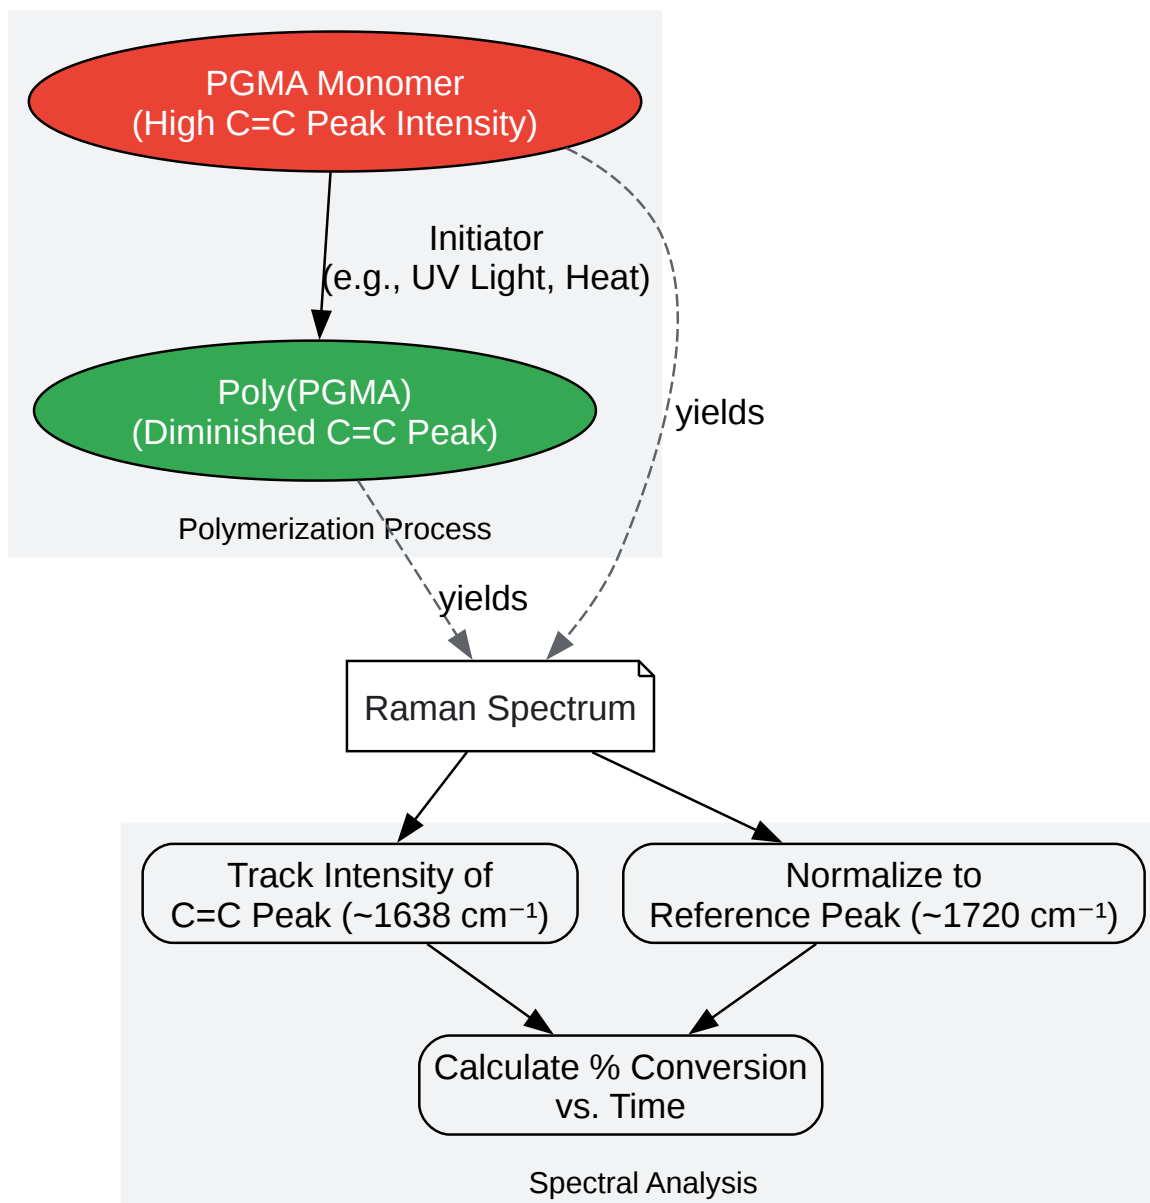 PGMA Monomer
(High C=C Peak Intensity)
Initiator
(e.g., UV Light, Heat)
Poly(PGMA)
(Diminished C=C Peak)
yields
Polymerization Process
yields
Raman Spectrum
Track Intensity of
C=C Peak (~1638 cm⁻¹)
Normalize to
Reference Peak (~1720 cm⁻¹)
Calculate % Conversion
vs. Time
Spectral Analysis